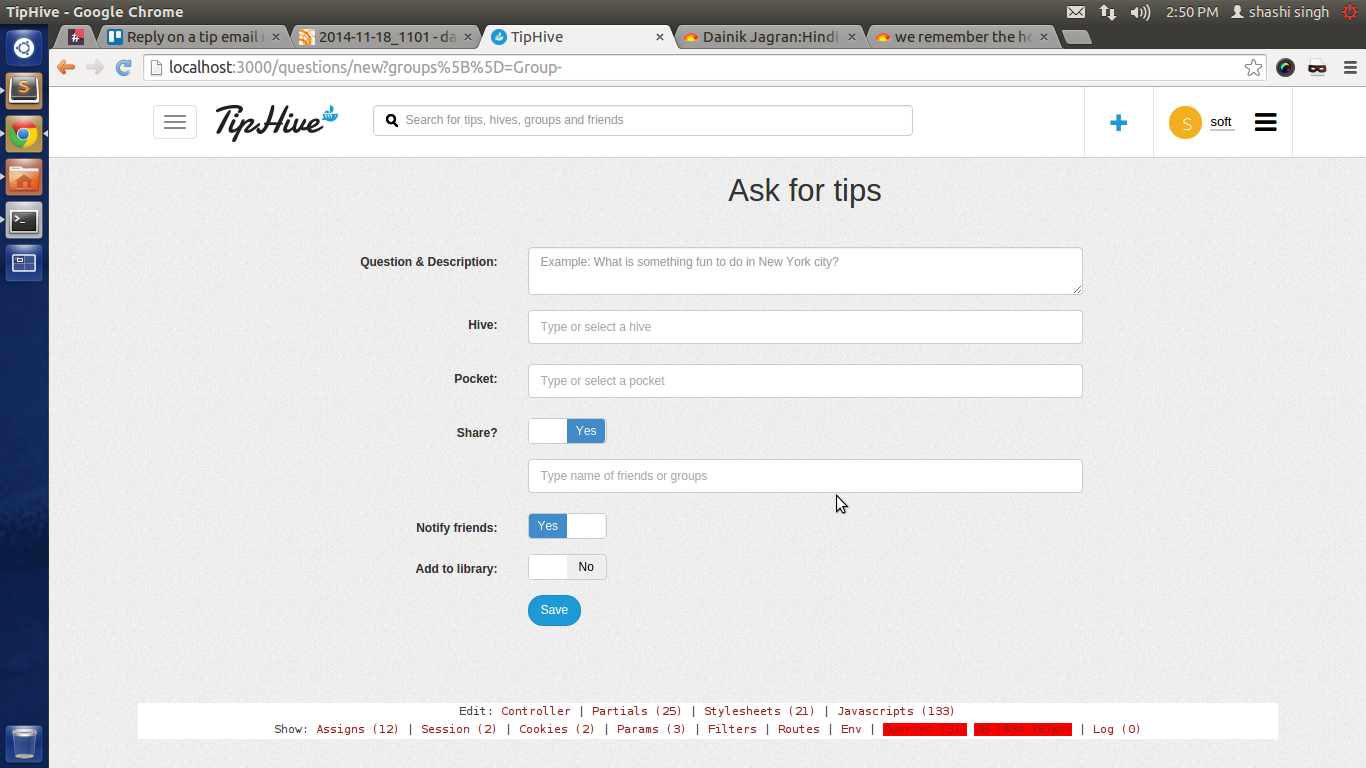 TipHive - Google Chrome
2:50 PM shashi singh
# Reply on a tip email 2014-11-18_1101 - da TipHive Dainik Jagran:Hindi we remember the ho
localhost:3000/questions/new?groups%5B%5D=Group-
TipHive Search for tips, hives, groups and friends + S soft
Ask for tips
Question & Description: Example: What is something fun to do in New York city?
Hive: Type or select a hive
Pocket: Type or select a pocket
Share? Yes
Type name of friends or groups
Notify friends: Yes
Add to library: No
Save
Edit: Controller | Partials (25) | Stylesheets (21) | Javascripts (133)
Show: Assigns (12) | Session (2) | Cookies (2) | Params (3) | Filters | Routes | Env | Queries DB | Log (0)